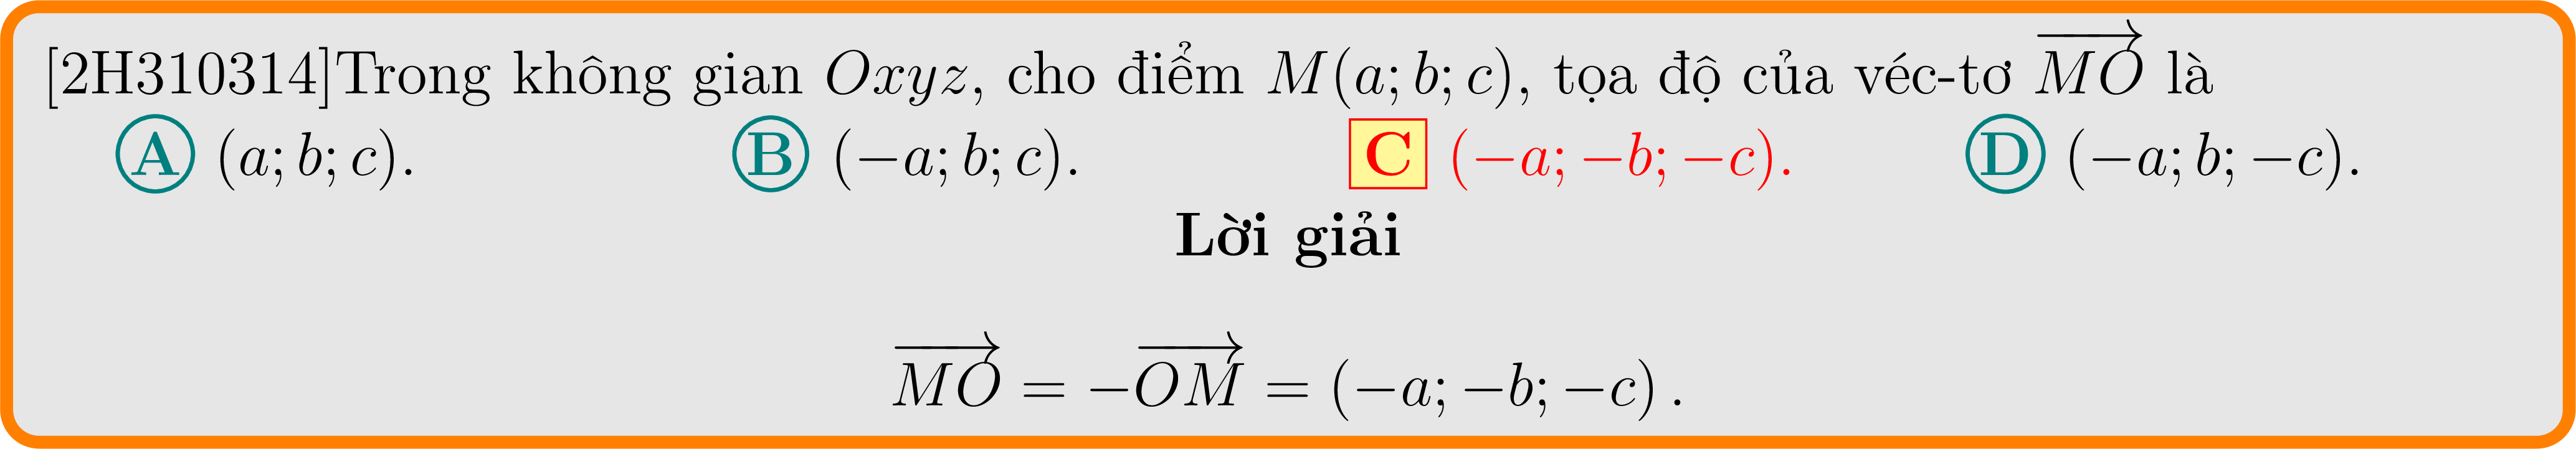 [2H310314]Trong không gian Oxyz, cho điểm M(a; b; c), tọa độ của véc-tơ $\overrightarrow{MO}$ là
A (a; b; c). B (−a; b; c). C (−a; −b; −c). D (−a; b; −c).
Lời giải
$\overrightarrow{MO} = -\overrightarrow{OM} = (-a; -b; -c)$.